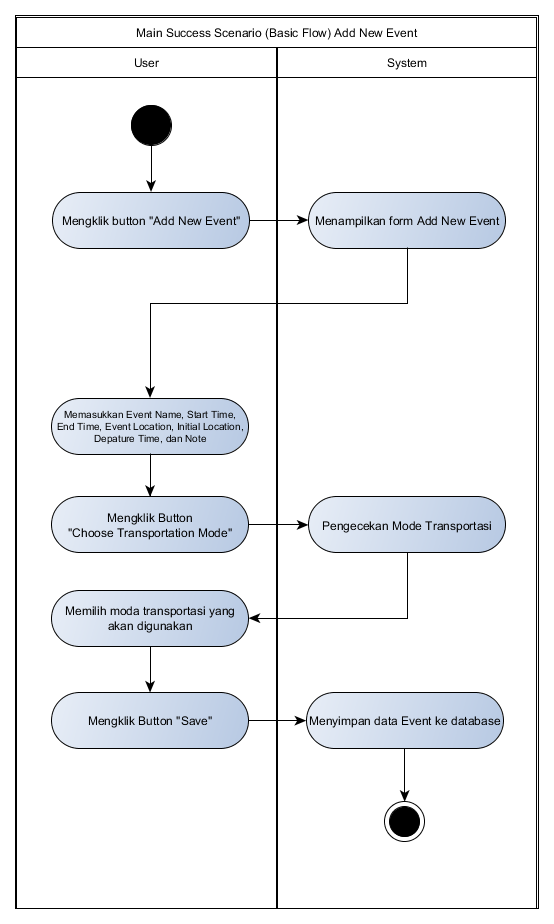 Main Success Scenario (Basic Flow) Add New Event
User
System
Mengklik button "Add New Event"
Menampilkan form Add New Event
Memasukkan Event Name, Start Time,
End Time, Event Location, Initial Location,
Depature Time, dan Note
Mengklik Button
"Choose Transportation Mode"
Pengecekan Mode Transportasi
Memilih moda transportasi yang
akan digunakan
Mengklik Button "Save"
Menyimpan data Event ke database